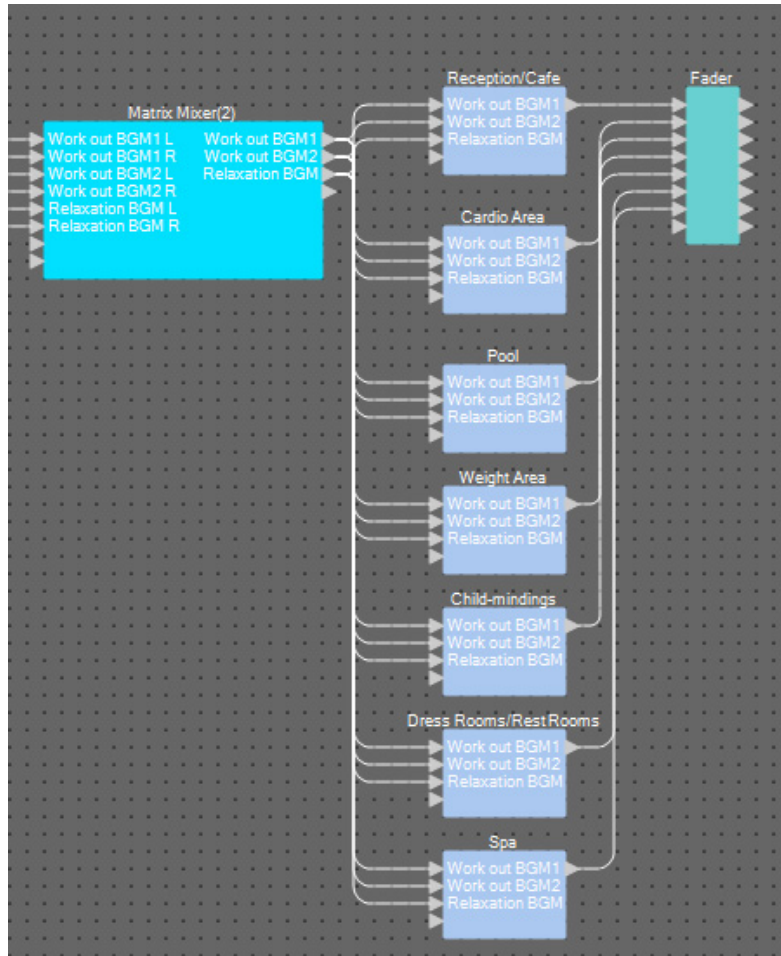 Matrix Mixer(2)
Work out BGM1 L
Work out BGM1 R
Work out BGM2 L
Work out BGM2 R
Relaxation BGM L
Relaxation BGM R
Work out BGM1
Work out BGM2
Relaxation BGM
Reception/Cafe
Work out BGM1
Work out BGM2
Relaxation BGM
Cardio Area
Work out BGM1
Work out BGM2
Relaxation BGM
Pool
Work out BGM1
Work out BGM2
Relaxation BGM
Weight Area
Work out BGM1
Work out BGM2
Relaxation BGM
Child-mindings
Work out BGM1
Work out BGM2
Relaxation BGM
Dress Rooms/Rest Rooms
Work out BGM1
Work out BGM2
Relaxation BGM
Spa
Work out BGM1
Work out BGM2
Relaxation BGM
Fader